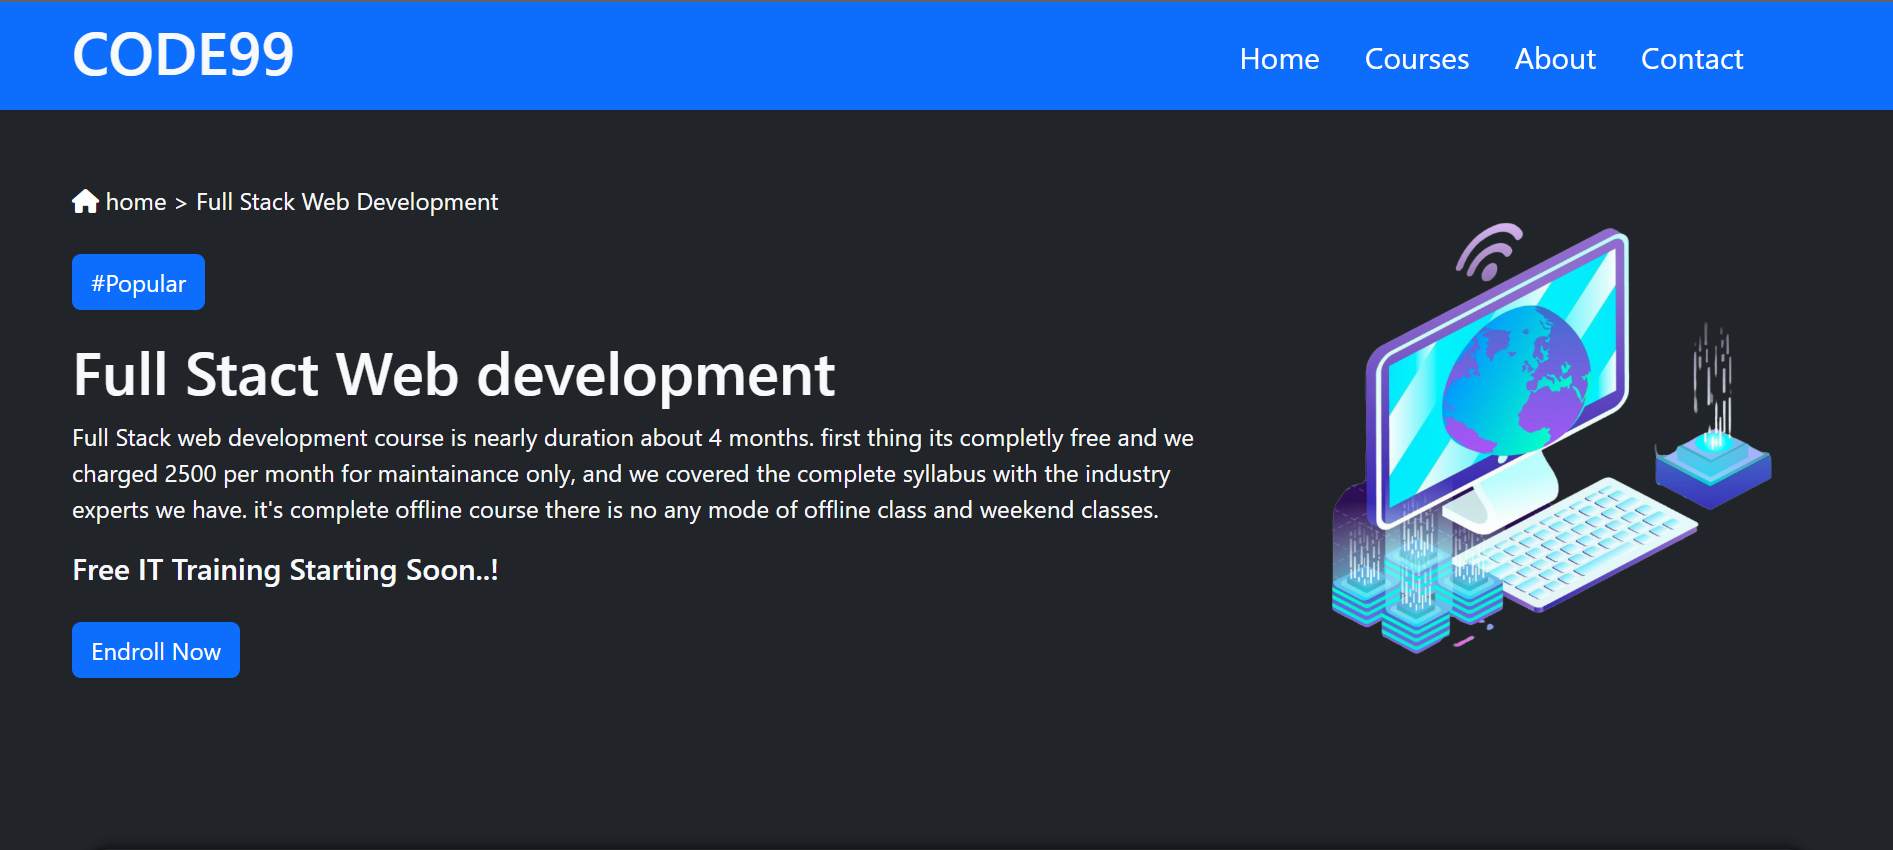 CODE99
Home Courses About Contact
home > Full Stack Web Development
#Popular
Full Stact Web development
Full Stack web development course is nearly duration about 4 months. first thing its completly free and we
charged 2500 per month for maintainance only, and we covered the complete syllabus with the industry
experts we have. it's complete offline course there is no any mode of offline class and weekend classes.
Free IT Training Starting Soon..!
Endroll Now